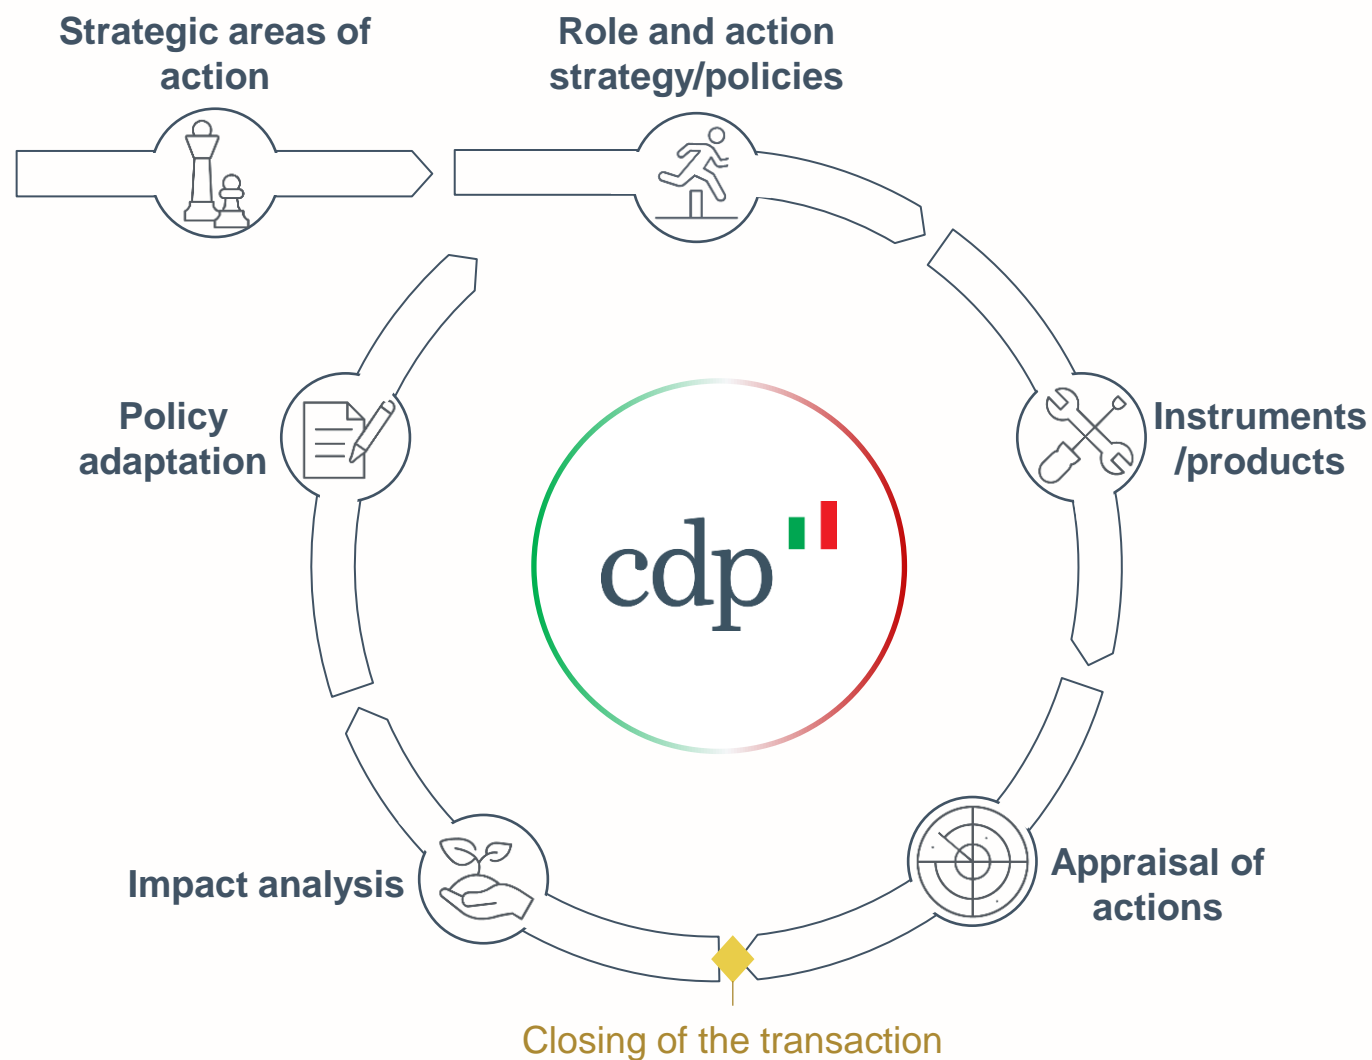 Strategic areas of
action
Role and action
strategy/policies
Policy
adaptation
Instruments
/products
cdp
Impact analysis
Appraisal of
actions
Closing of the transaction